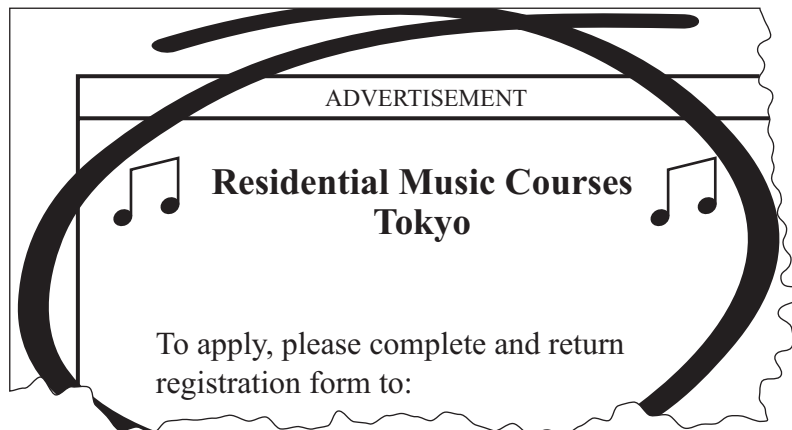 ADVERTISEMENT
Residential Music Courses
Tokyo
To apply, please complete and return
registration form to: